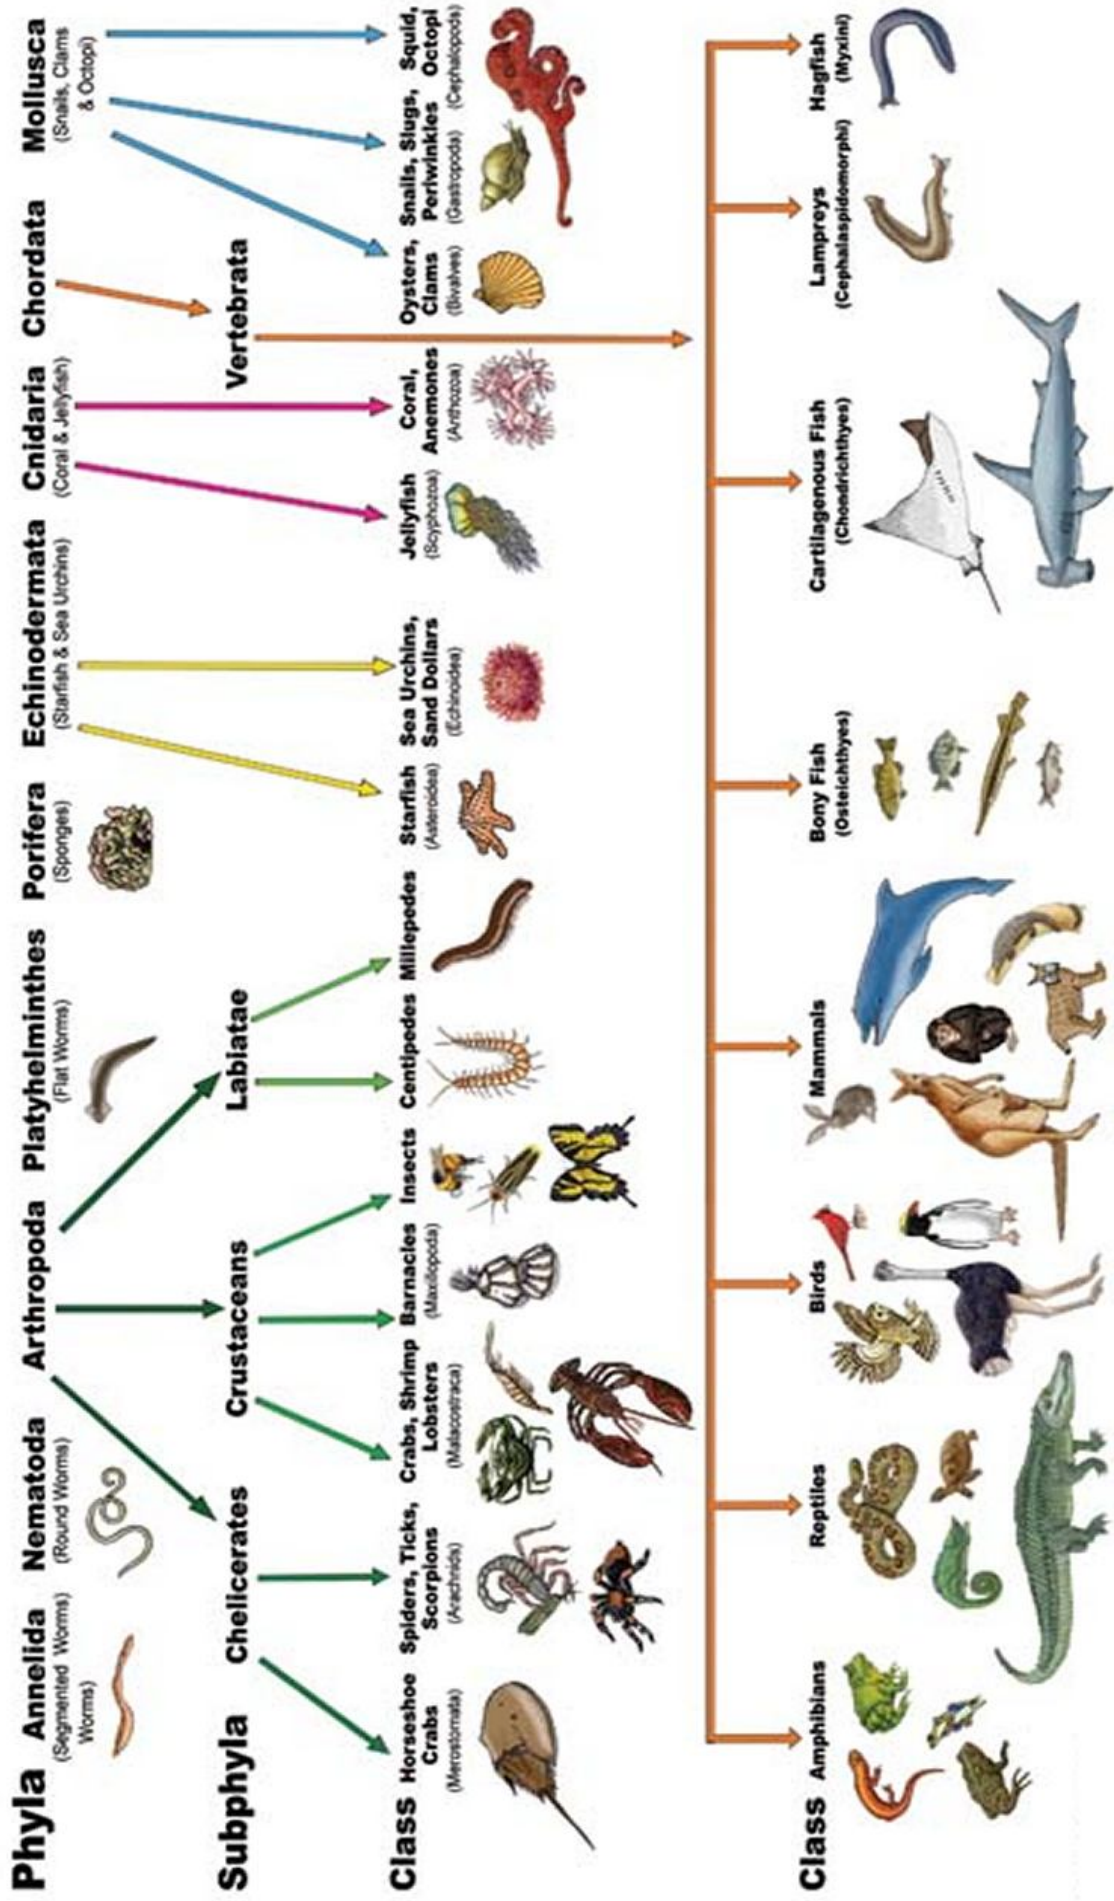 Phyla
Annelida
(Segmented Worms)
Worms)
Nematoda
(Round Worms)
Arthropoda
Platyhelminthes
(Flat Worms)
Porifera
(Sponges)
Echinodermata
(Starfish & Sea Urchins)
Cnidaria
(Coral & Jellyfish)
Chordata
Mollusca
(Snails, Clams
& Octopi)
Subphyla
Chelicerates
Crustaceans
Labiatae
Vertebrata
Class
Horseshoe
Crabs
(Merostomata)
Spiders, Ticks,
Scorpions
(Arachnids)
Crabs, Shrimp
Lobsters
(Malacostraca)
Barnacles
(Maxillopoda)
Insects
Centipedes
Millepedes
Starfish
(Asteroidea)
Sea Urchins,
Sand Dollars
(Echinoidea)
Jellyfish
(Scyphozoa)
Coral,
Anemones
(Anthozoa)
Oysters,
Clams
(Bivalves)
Snails, Slugs,
Periwinkles
(Gastropoda)
Squid,
Octopi
(Cephalopods)
Class
Amphibians
Reptiles
Birds
Mammals
Bony Fish
(Osteichthyes)
Cartilagenous Fish
(Chondrichthyes)
Lampreys
(Cephalaspidomorphi)
Hagfish
(Myxini)